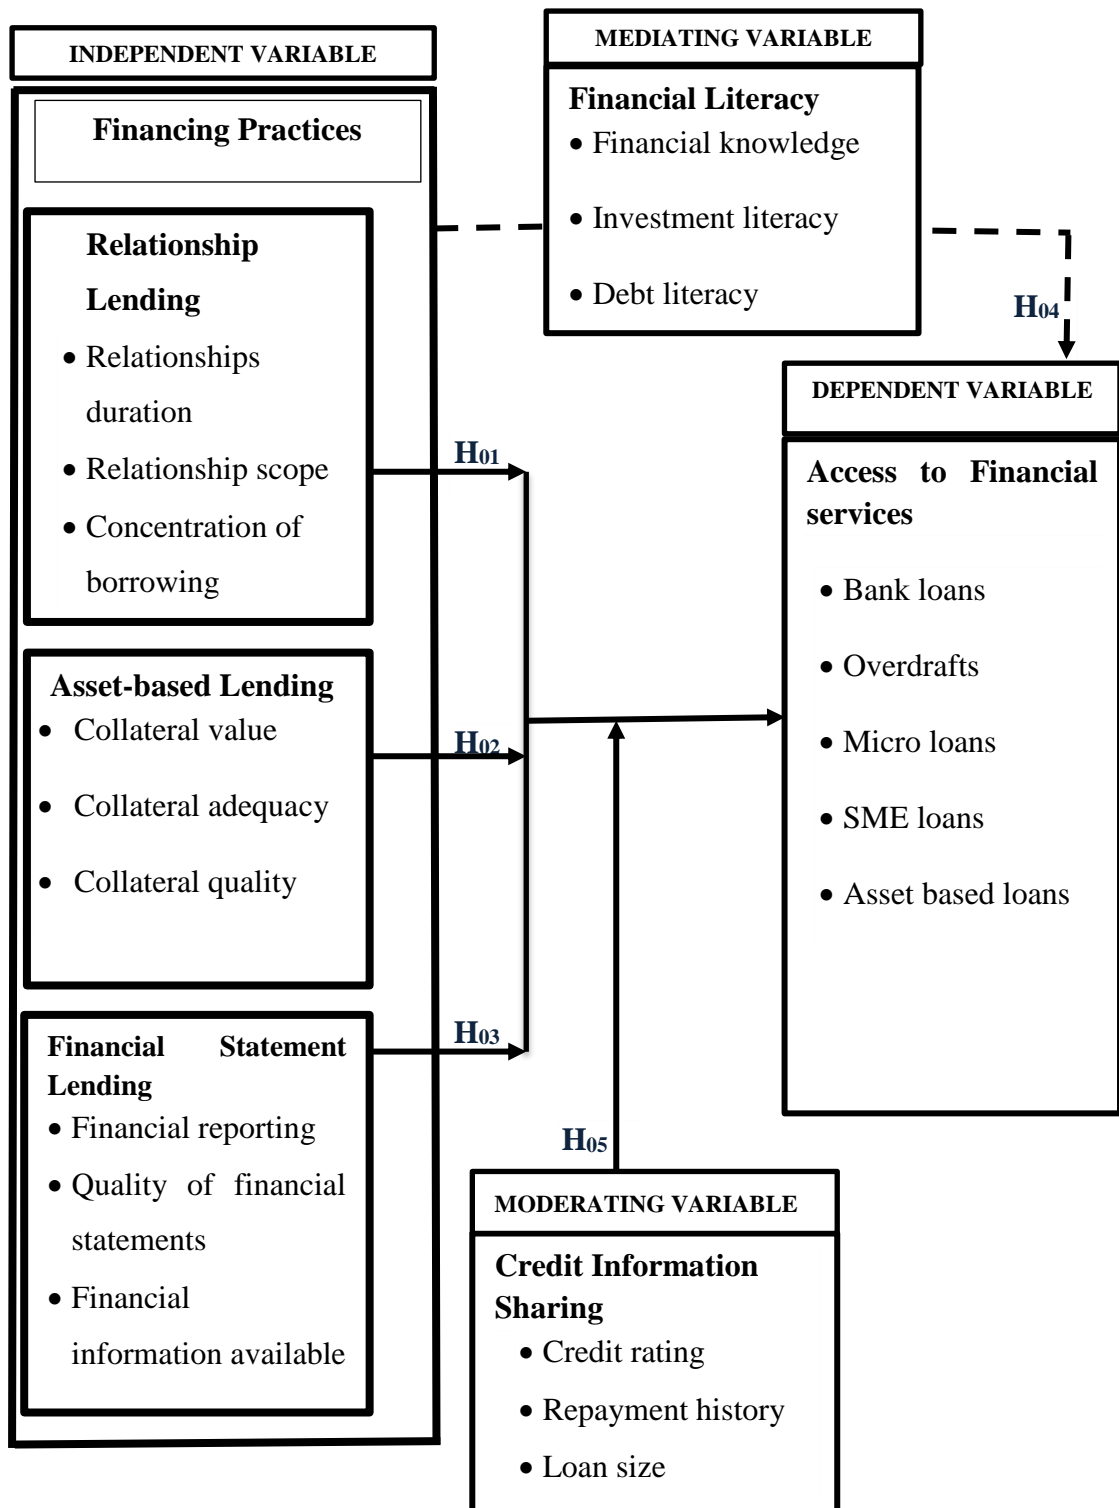 INDEPENDENT VARIABLE
Financing Practices
Relationship
Lending
• Relationships
duration
• Relationship scope
• Concentration of
borrowing
Asset-based Lending
• Collateral value
• Collateral adequacy
• Collateral quality
Financial Statement
Lending
• Financial reporting
• Quality of financial
statements
• Financial
information available
H01
H02
H03
MEDIATING VARIABLE
Financial Literacy
• Financial knowledge
• Investment literacy
• Debt literacy
H04
DEPENDENT VARIABLE
Access to Financial
services
• Bank loans
• Overdrafts
• Micro loans
• SME loans
• Asset based loans
H05
MODERATING VARIABLE
Credit Information
Sharing
• Credit rating
• Repayment history
• Loan size